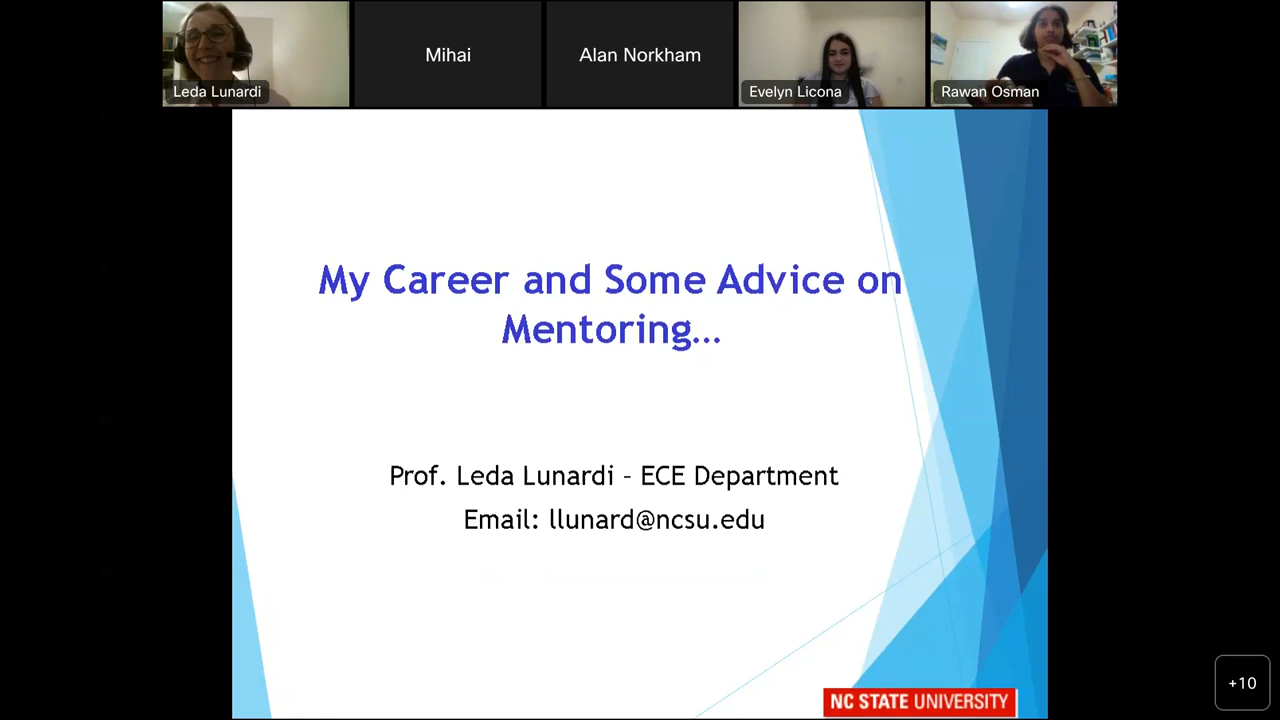 Leda Lunardi
Mihai
Alan Norkham
Evelyn Licona
Rawan Osman
My Career and Some Advice on
Mentoring...
Prof. Leda Lunardi – ECE Department
Email: llunard@ncsu.edu
NC STATE UNIVERSITY
+10